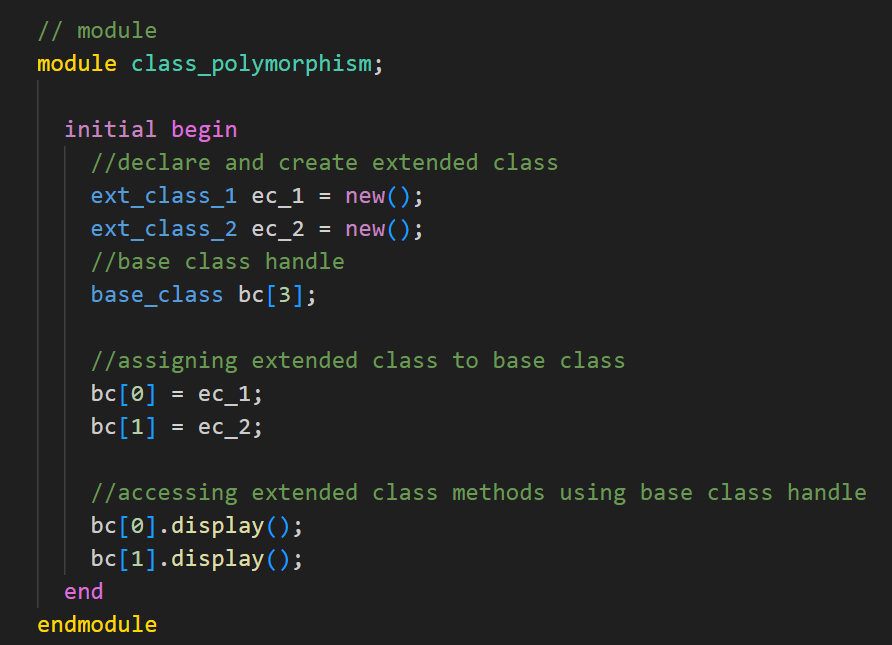 // module
module class_polymorphism;
initial begin
//declare and create extended class
ext_class_1 ec_1 = new();
ext_class_2 ec_2 = new();
//base class handle
base_class bc[3];
//assigning extended class to base class
bc[0] = ec_1;
bc[1] = ec_2;
//accessing extended class methods using base class handle
bc[0].display();
bc[1].display();
end
endmodule